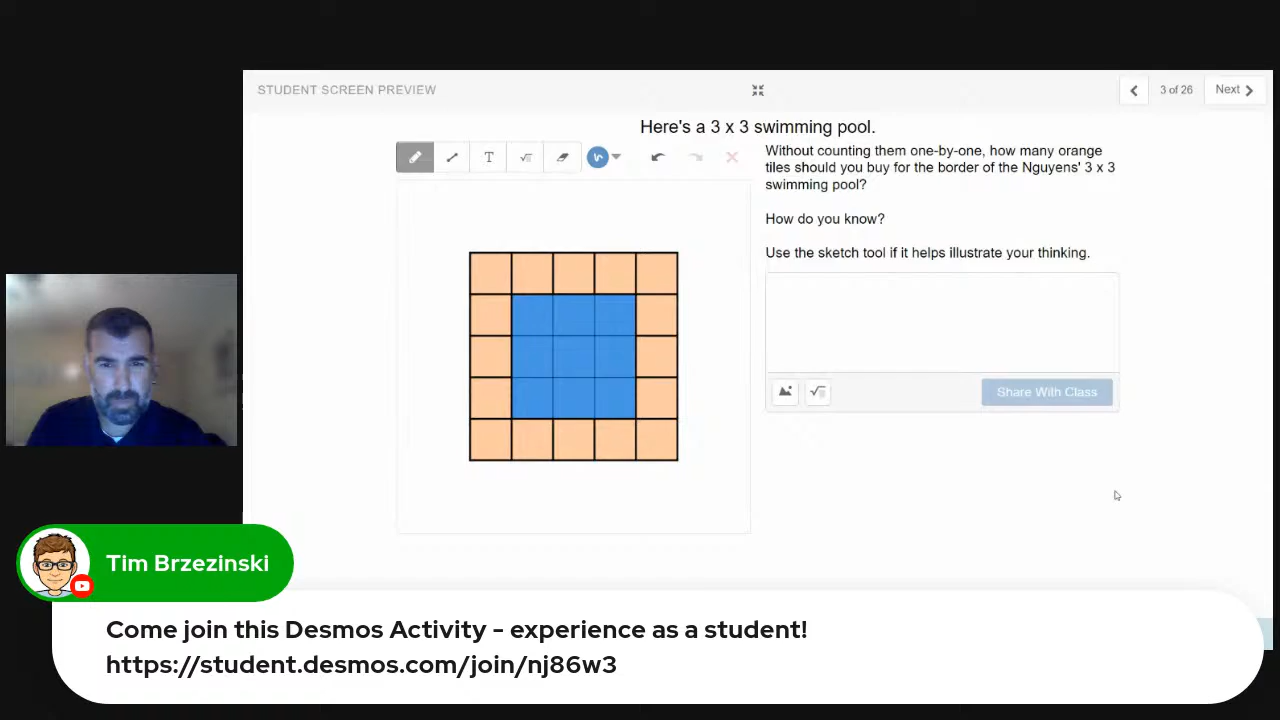 STUDENT SCREEN PREVIEW
3 of 26
Next
Here's a 3 x 3 swimming pool.
T
Without counting them one-by-one, how many orange
tiles should you buy for the border of the Nguyens' 3 x 3
swimming pool?
How do you know?
Use the sketch tool if it helps illustrate your thinking.
Share With Class
Tim Brzezinski
Come join this Desmos Activity - experience as a student!
https://student.desmos.com/join/nj86w3